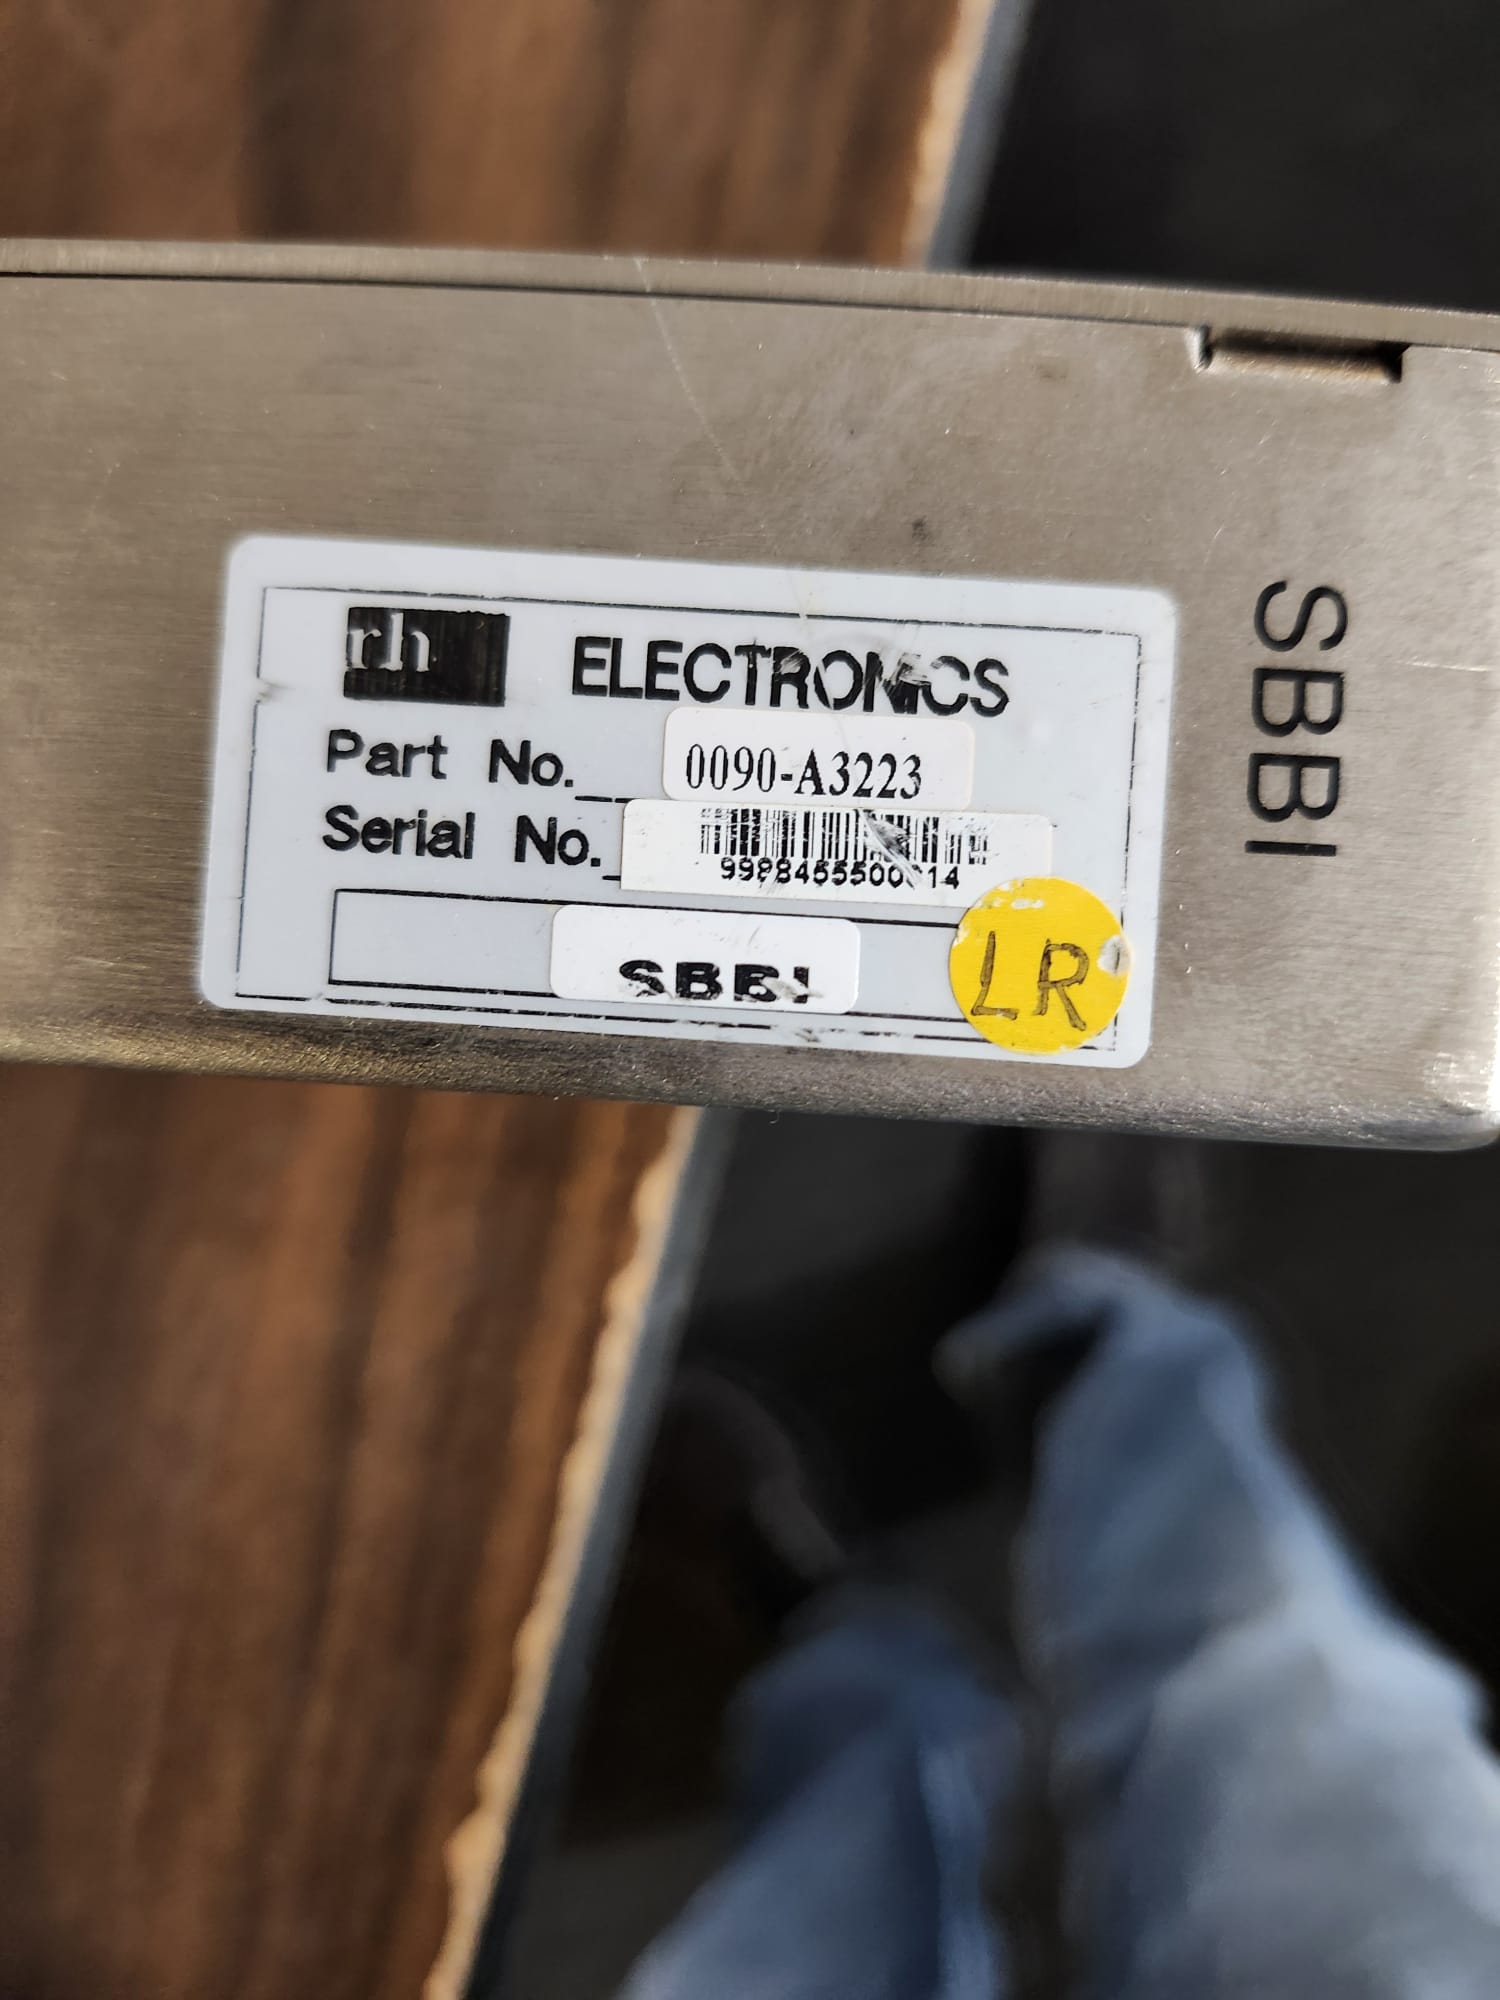 rh ELECTRONICS
Part No. 0090-A3223
Serial No.
SBBI
LR
SBBI